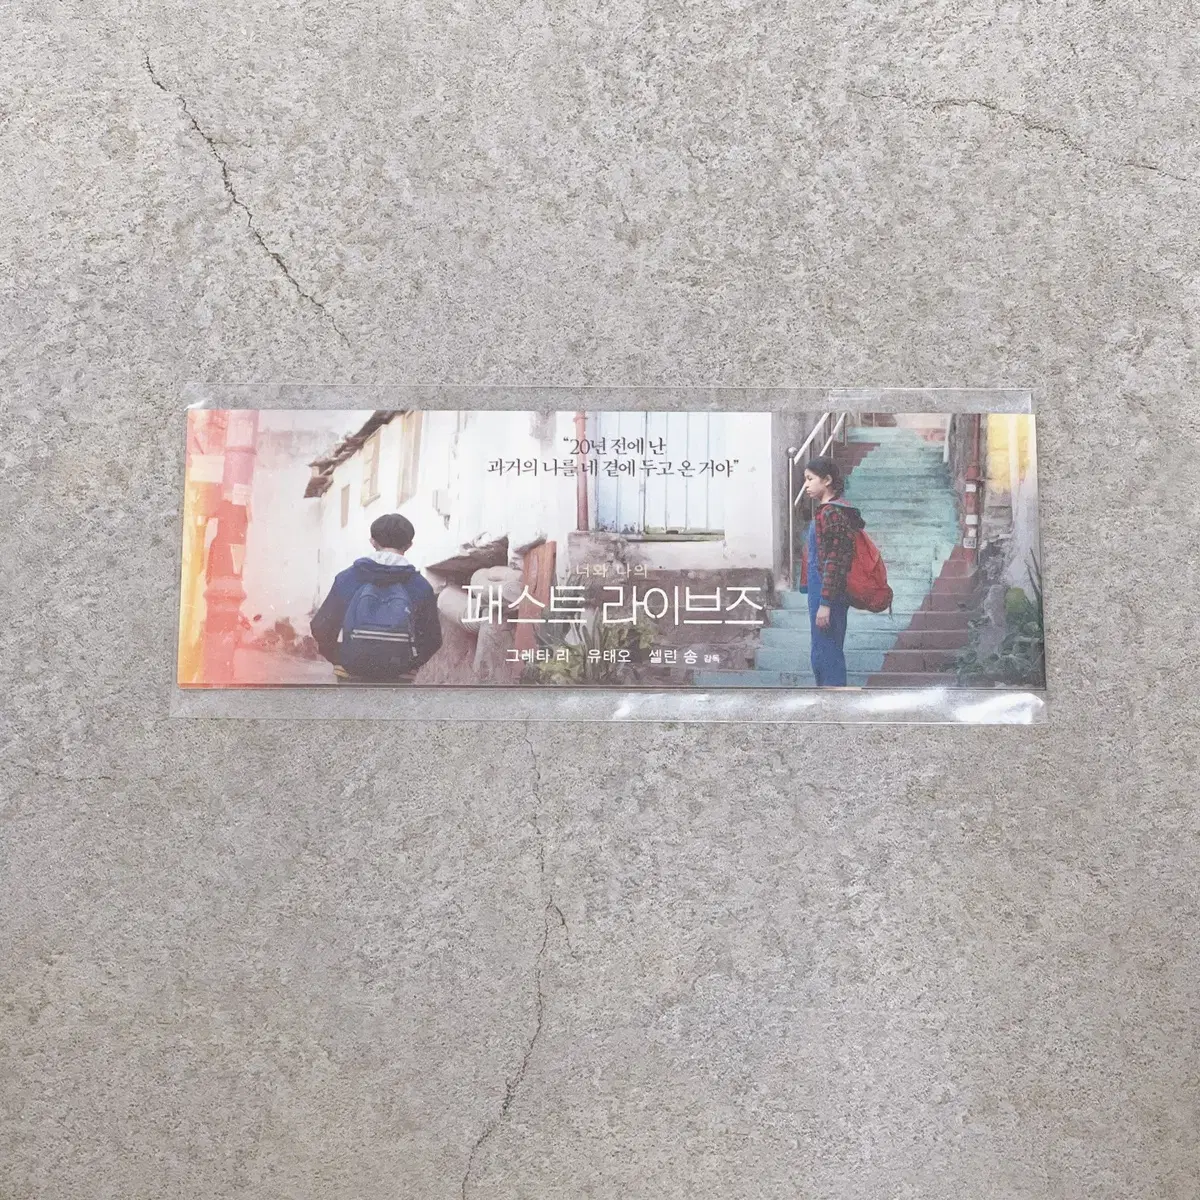 “20년 전에 난
과거의 나를 네 곁에 두고 온 거야”
너와 나의
패스트 라이브즈
그레타 리 유태오 셀린 송 감독